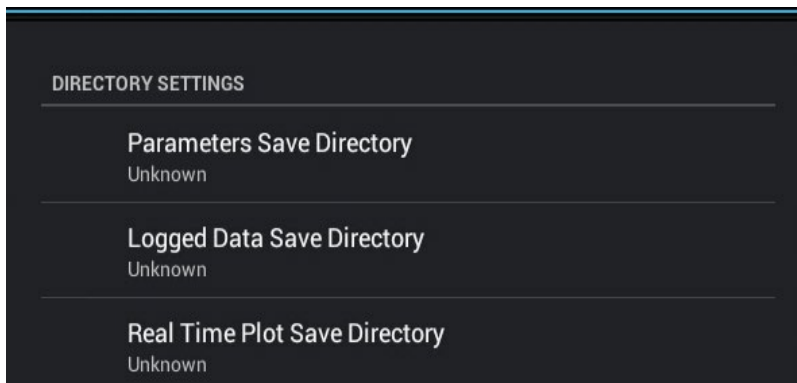 DIRECTORY SETTINGS
Parameters Save Directory
Unknown
Logged Data Save Directory
Unknown
Real Time Plot Save Directory
Unknown